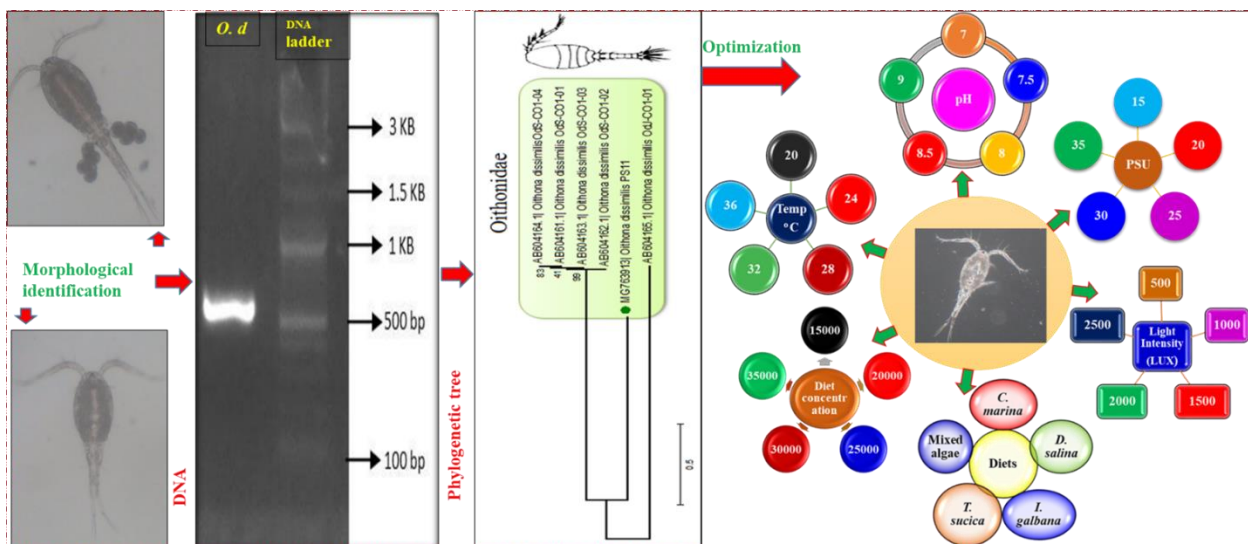 Morphological
identification
DNA
O. d
DNA
ladder
3 KB
1.5 KB
1 KB
500 bp
100 bp
Phylogenetic tree
Oithonidae
AB604164.1| Oithona dissimilis OdS-CO1-04
AB604161.1| Oithona dissimilis OdS-CO1-01
AB604163.1| Oithona dissimilis OdS-CO1-03
AB604162.1| Oithona dissimilis OdS-CO1-02
MG763913| Oithona dissimilis PS11
AB604165.1| Oithona dissimilis OdJ-CO1-01
83
41
99
0.5
Optimization
pH
7
7.5
8
8.5
9
PSU
15
20
25
30
35
Temp
°C
20
24
28
32
36
Light
Intensity
(LUX)
500
1000
1500
2000
2500
Diet
concentr
ation
15000
20000
25000
30000
35000
Diets
C.
marina
D.
salina
I.
galbana
T.
sucica
Mixed
algae